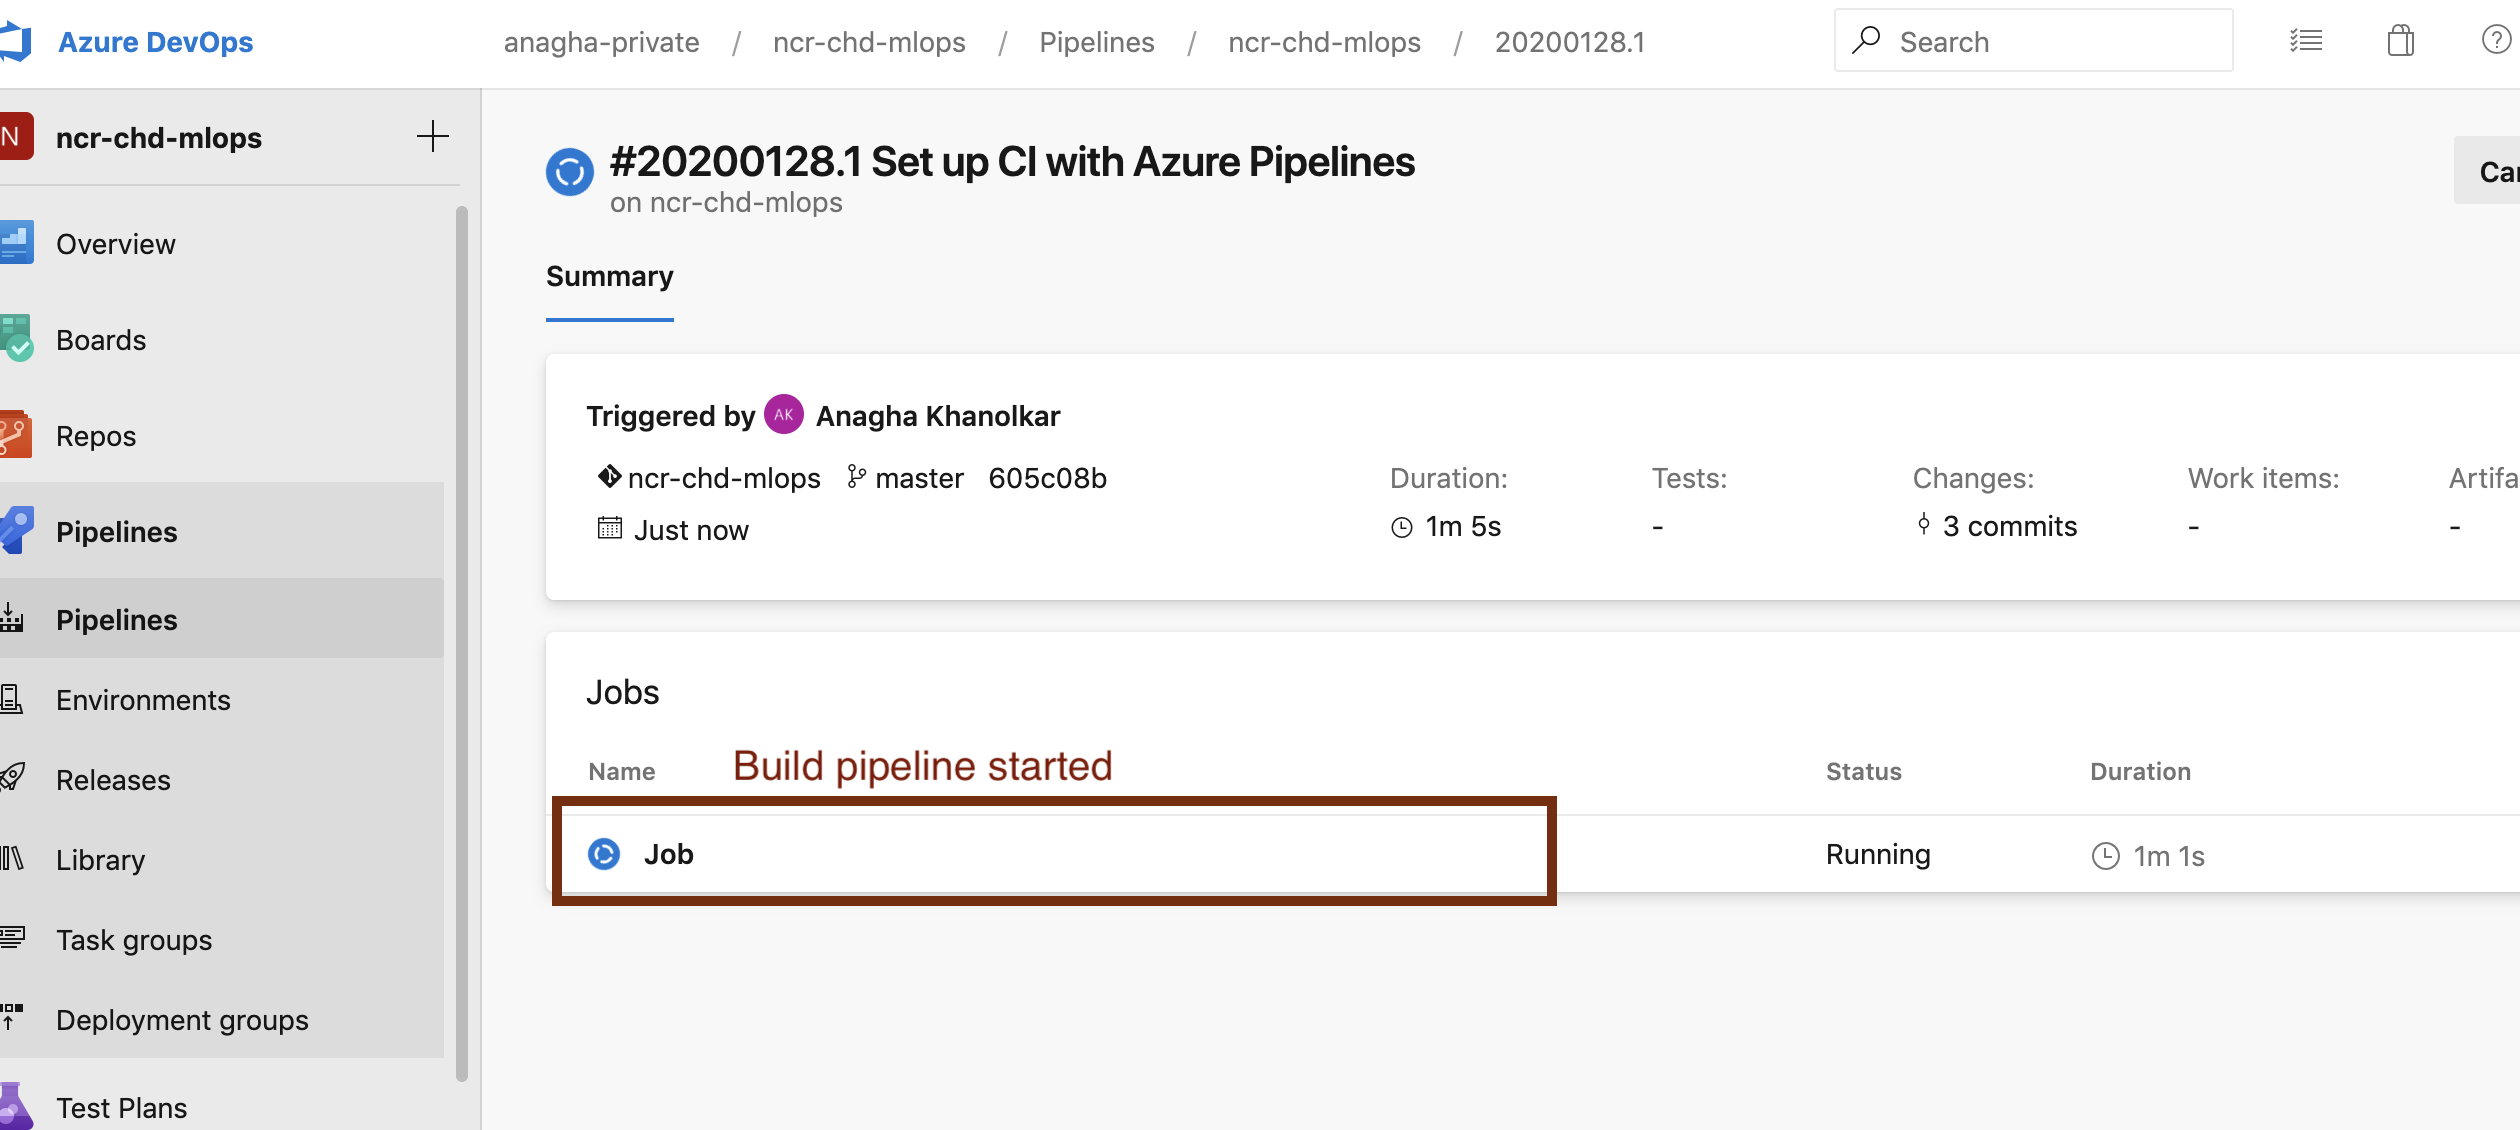 Azure DevOps
anagha-private / ncr-chd-mlops / Pipelines / ncr-chd-mlops / 20200128.1
Search
?
N ncr-chd-mlops
Overview
Boards
Repos
Pipelines
Pipelines
Environments
Releases
Library
Task groups
Deployment groups
Test Plans
#20200128.1 Set up CI with Azure Pipelines
on ncr-chd-mlops
Can
Summary
Triggered by AK Anagha Khanolkar
ncr-chd-mlops master 605c08b
Just now
Duration: Tests: Changes: Work items: Artifa
1m 5s - 3 commits - -
Jobs
Build pipeline started
Name Status Duration
Job Running 1m 1s